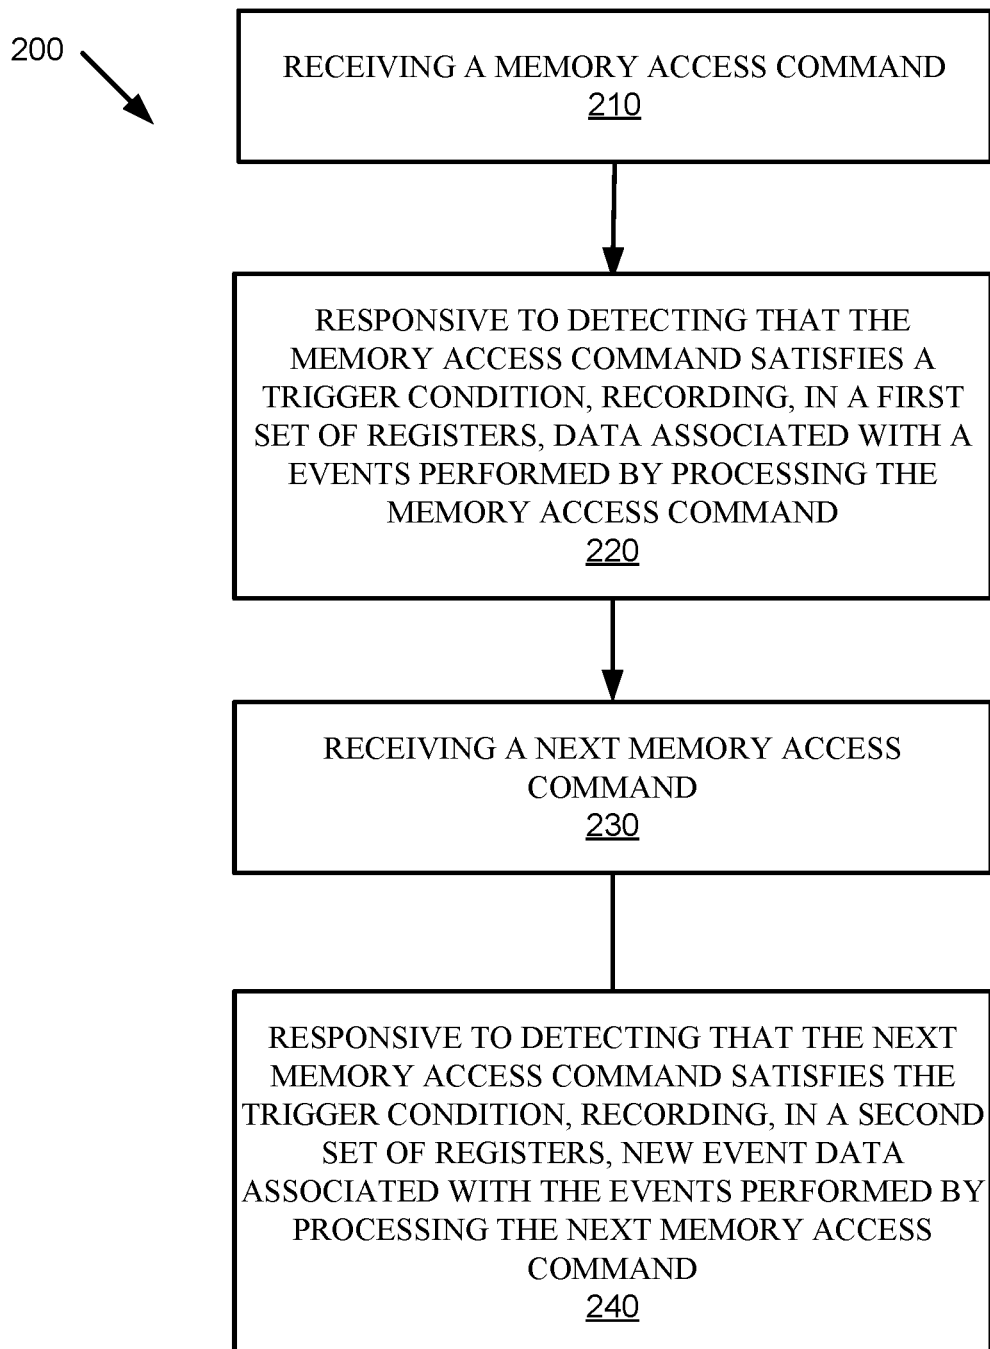 200
RECEIVING A MEMORY ACCESS COMMAND
210
RESPONSIVE TO DETECTING THAT THE
MEMORY ACCESS COMMAND SATISFIES A
TRIGGER CONDITION, RECORDING, IN A FIRST
SET OF REGISTERS, DATA ASSOCIATED WITH A
EVENTS PERFORMED BY PROCESSING THE
MEMORY ACCESS COMMAND
220
RECEIVING A NEXT MEMORY ACCESS
COMMAND
230
RESPONSIVE TO DETECTING THAT THE NEXT
MEMORY ACCESS COMMAND SATISFIES THE
TRIGGER CONDITION, RECORDING, IN A SECOND
SET OF REGISTERS, NEW EVENT DATA
ASSOCIATED WITH THE EVENTS PERFORMED BY
PROCESSING THE NEXT MEMORY ACCESS
COMMAND
240